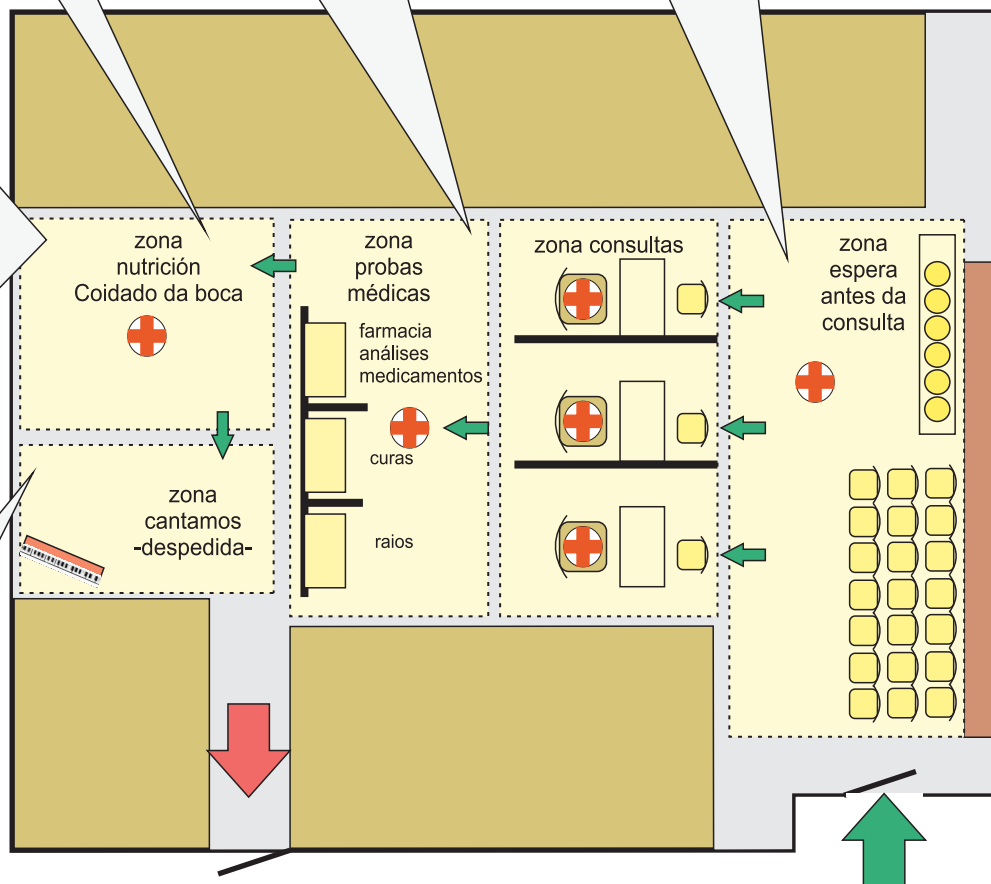 zona
nutrición
Coidado da boca
zona
probas
médicas
farmacia
análises
medicamentos
curas
raios
zona consultas
zona
espera
antes da
consulta
zona
cantamos
-despedida-